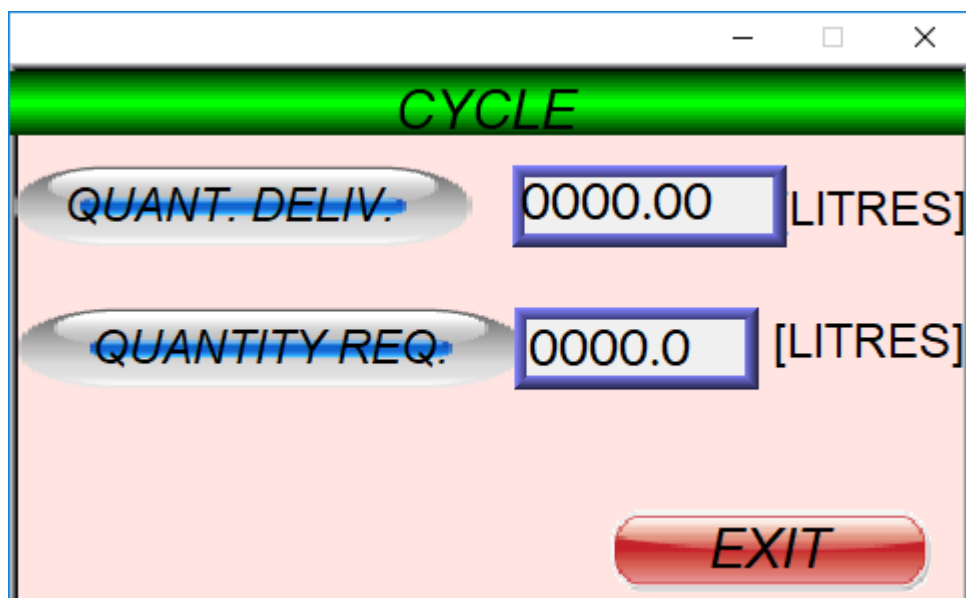 CYCLE
QUANT. DELIV. 0000.00 [LITRES]
QUANTITY REQ. 0000.0 [LITRES]
EXIT